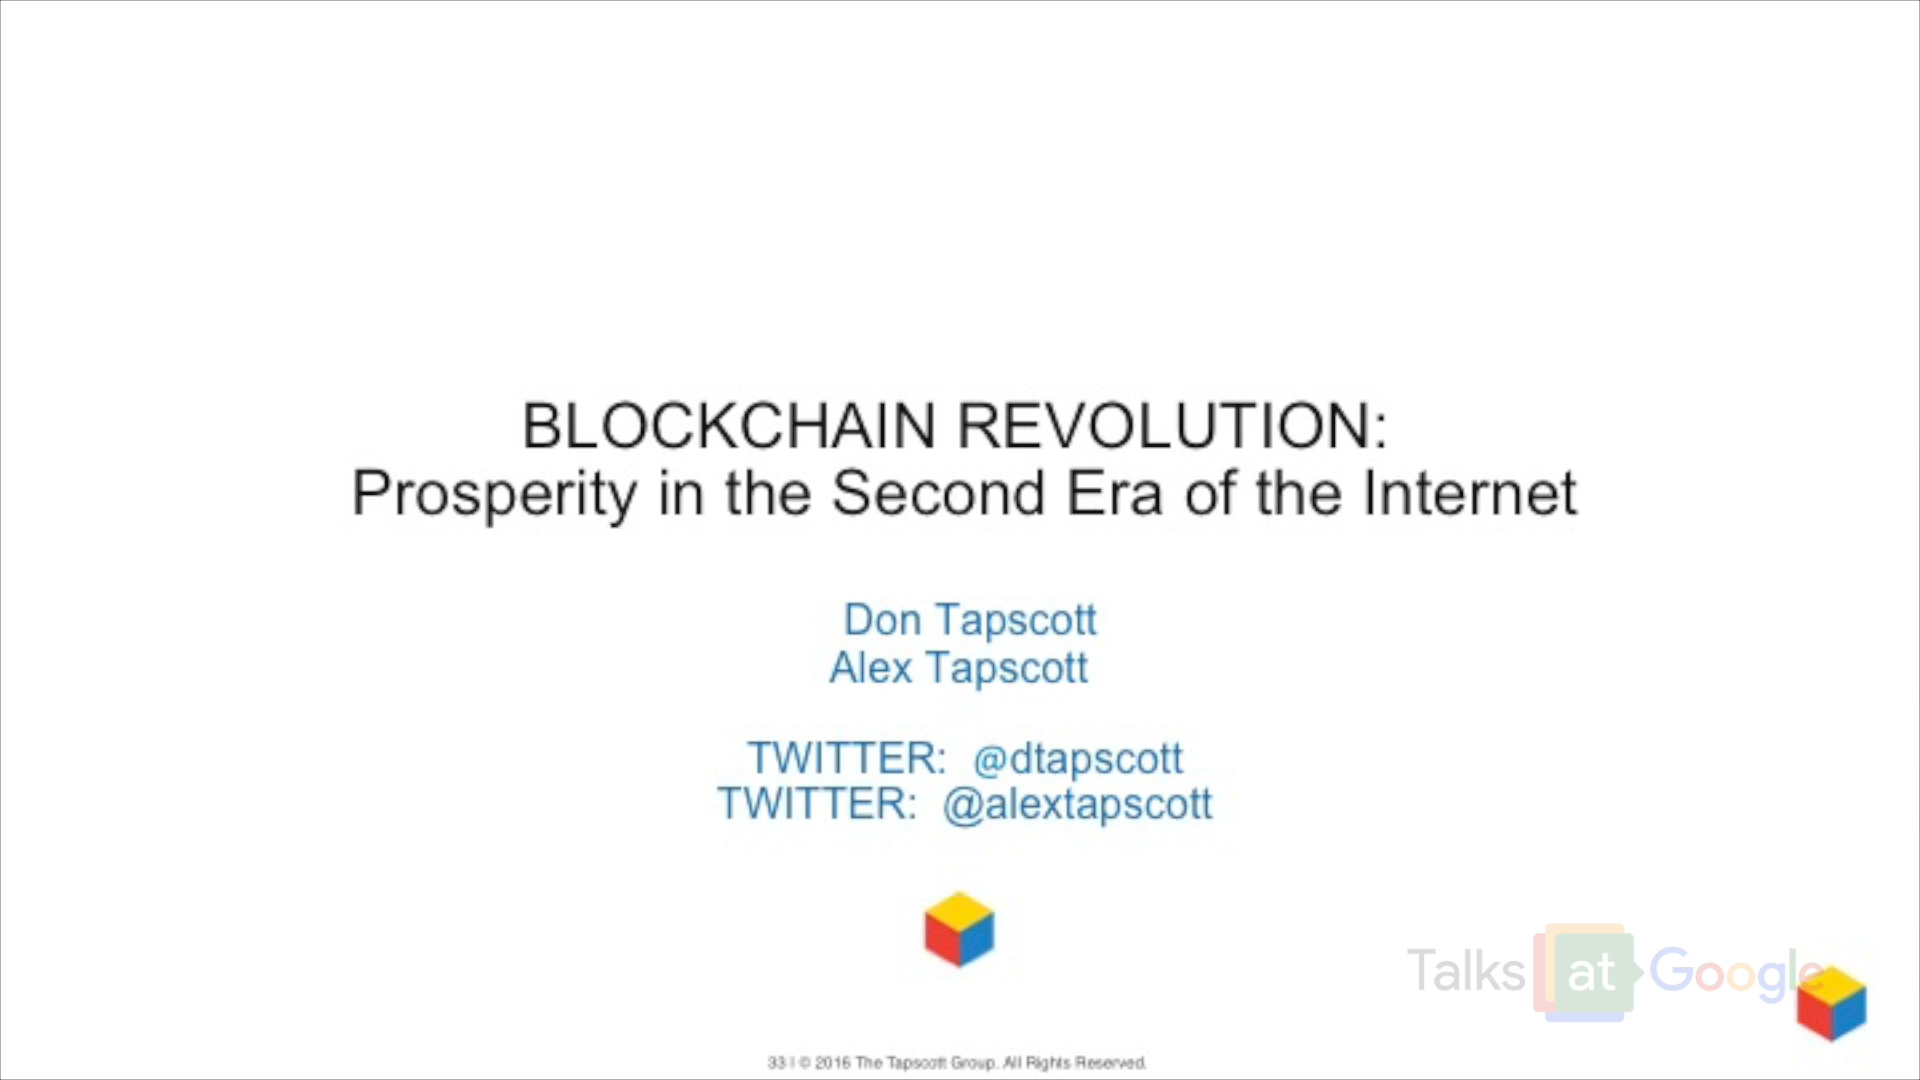 BLOCKCHAIN REVOLUTION:
Prosperity in the Second Era of the Internet
Don Tapscott
Alex Tapscott
TWITTER: @dtapscott
TWITTER: @alextapscott
Talks at Google
33 | © 2016 The Tapscott Group. All Rights Reserved.